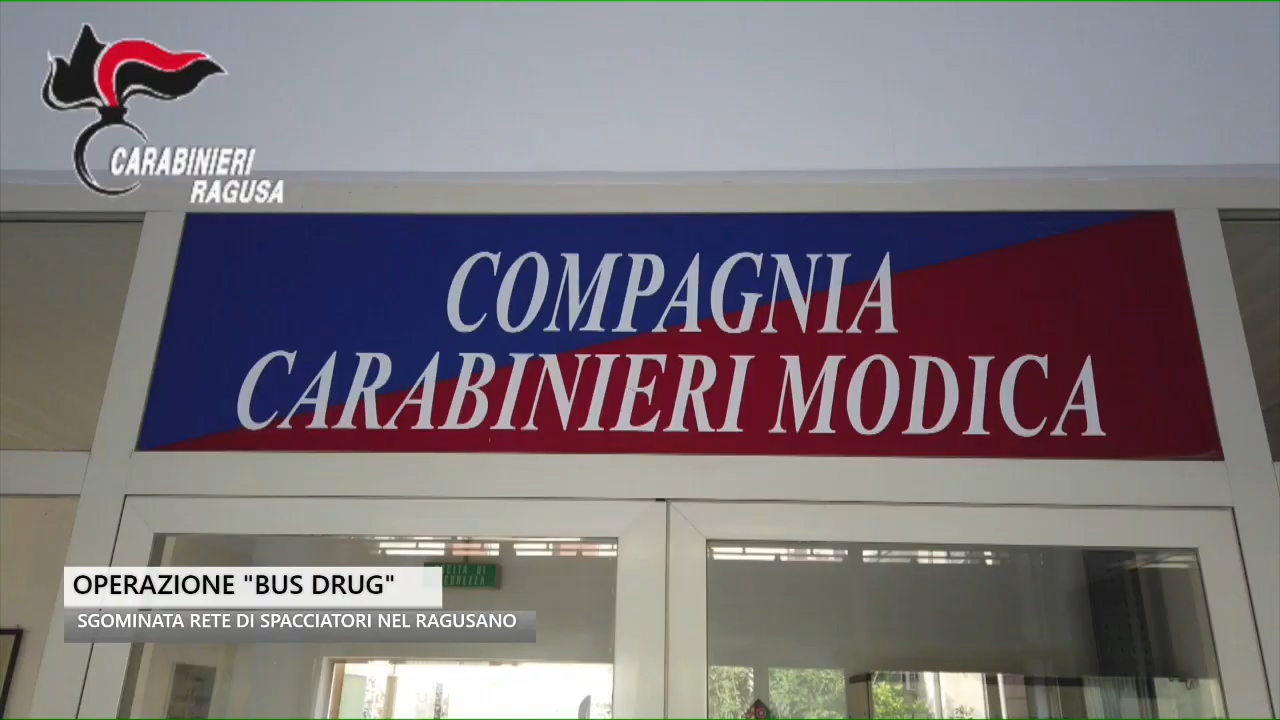 CARABINIERI
RAGUSA
COMPAGNIA
CARABINIERI MODICA
OPERAZIONE "BUS DRUG"
SGOMINATA RETE DI SPACCIATORI NEL RAGUSANO